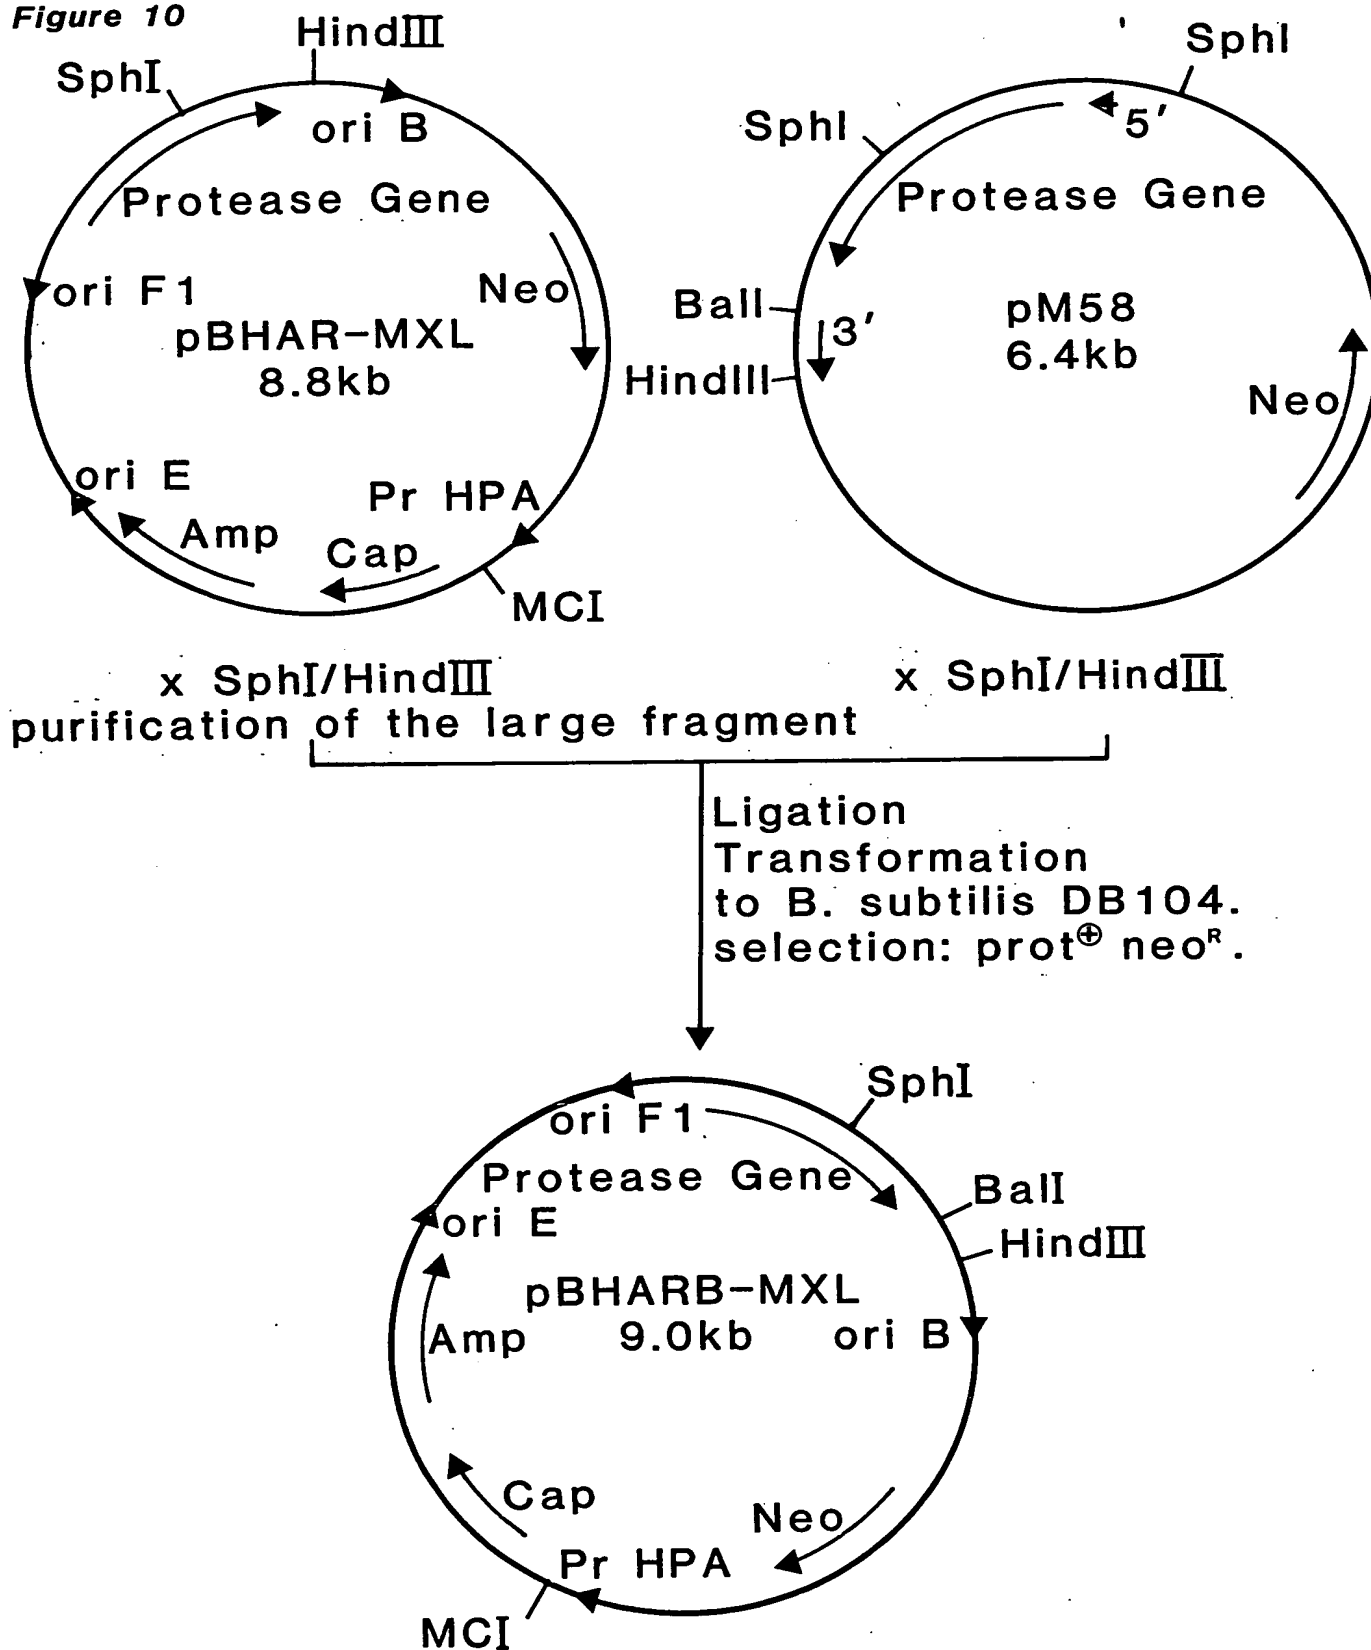 Figure 10
HindIII
SphI
ori B
Protease Gene
ori F1
Neo
pBHAR-MXL
8.8kb
ori E
Pr HPA
Amp
Cap
MCI
SphI
SphI
5'
Protease Gene
BalI
3'
HindIII
pM58
6.4kb
Neo
x SphI/HindIII
purification of the large fragment
x SphI/HindIII
Ligation
Transformation
to B. subtilis DB104.
selection: prot⊕ neoᴿ.
SphI
ori F1
Protease Gene
BalI
ori E
HindIII
pBHARB-MXL
Amp
9.0kb
ori B
Cap
Neo
Pr HPA
MCI